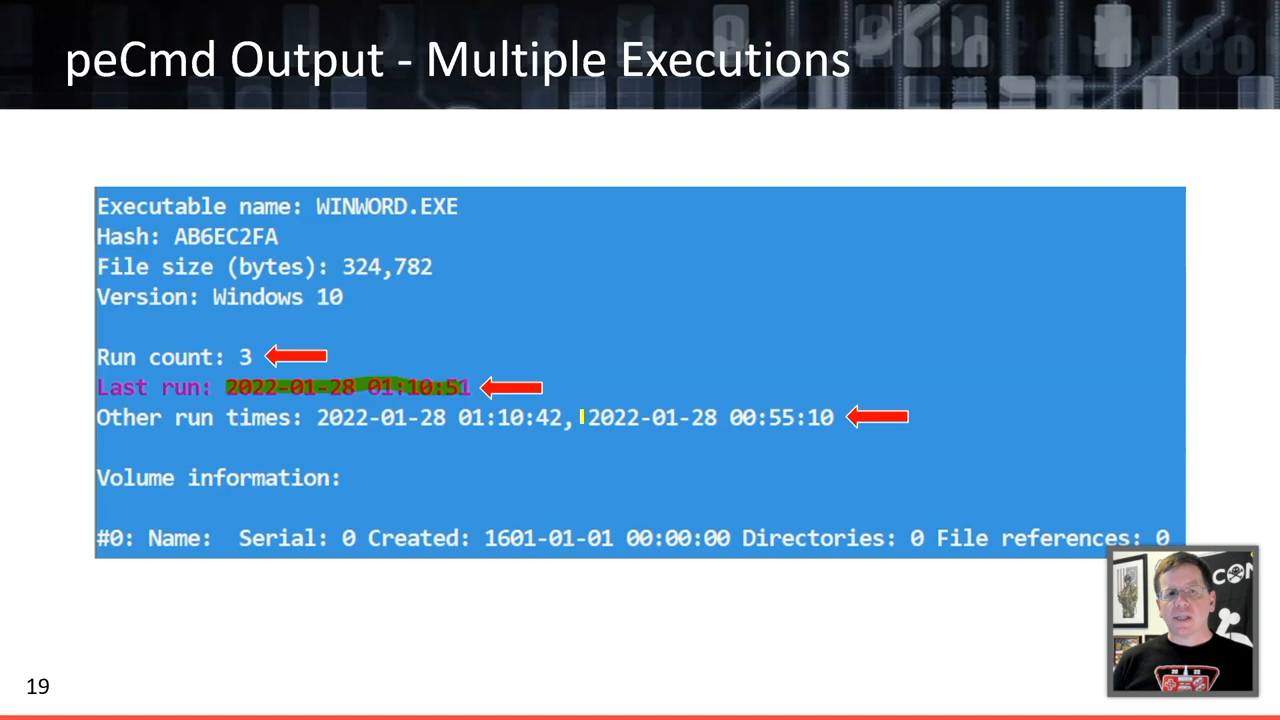 peCmd Output - Multiple Executions
Executable name: WINWORD.EXE
Hash: AB6EC2FA
File size (bytes): 324,782
Version: Windows 10
Run count: 3
Last run: 2022-01-28 01:10:51
Other run times: 2022-01-28 01:10:42, 2022-01-28 00:55:10
Volume information:
#0: Name: Serial: 0 Created: 1601-01-01 00:00:00 Directories: 0 File references: 0
19